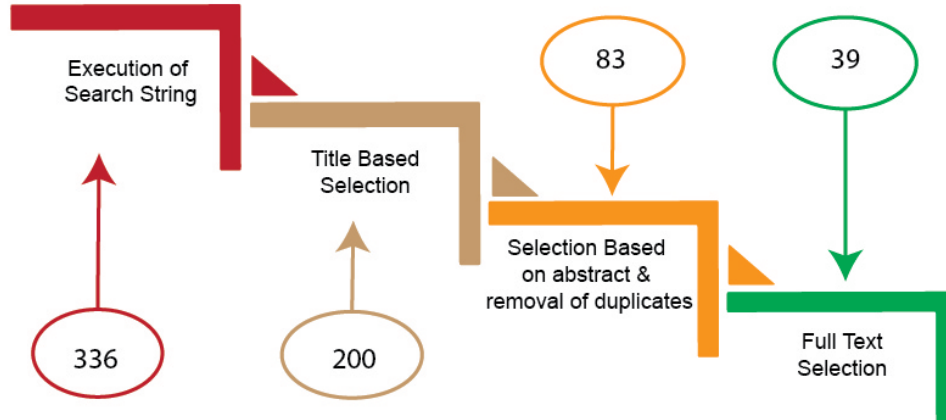 Execution of
Search String
336
Title Based
Selection
200
83
Selection Based
on abstract &
removal of duplicates
39
Full Text
Selection